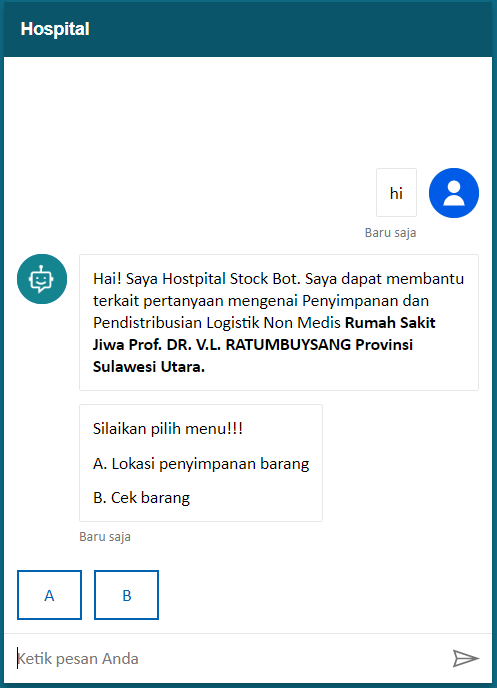 Hospital
hi
Baru saja
Hai! Saya Hostpital Stock Bot. Saya dapat membantu
terkait pertanyaan mengenai Penyimpanan dan
Pendistribusian Logistik Non Medis Rumah Sakit
Jiwa Prof. DR. V.L. RATUMBUYSANG Provinsi
Sulawesi Utara.
Silaikan pilih menu!!!
A. Lokasi penyimpanan barang
B. Cek barang
Baru saja
A B
Ketik pesan Anda